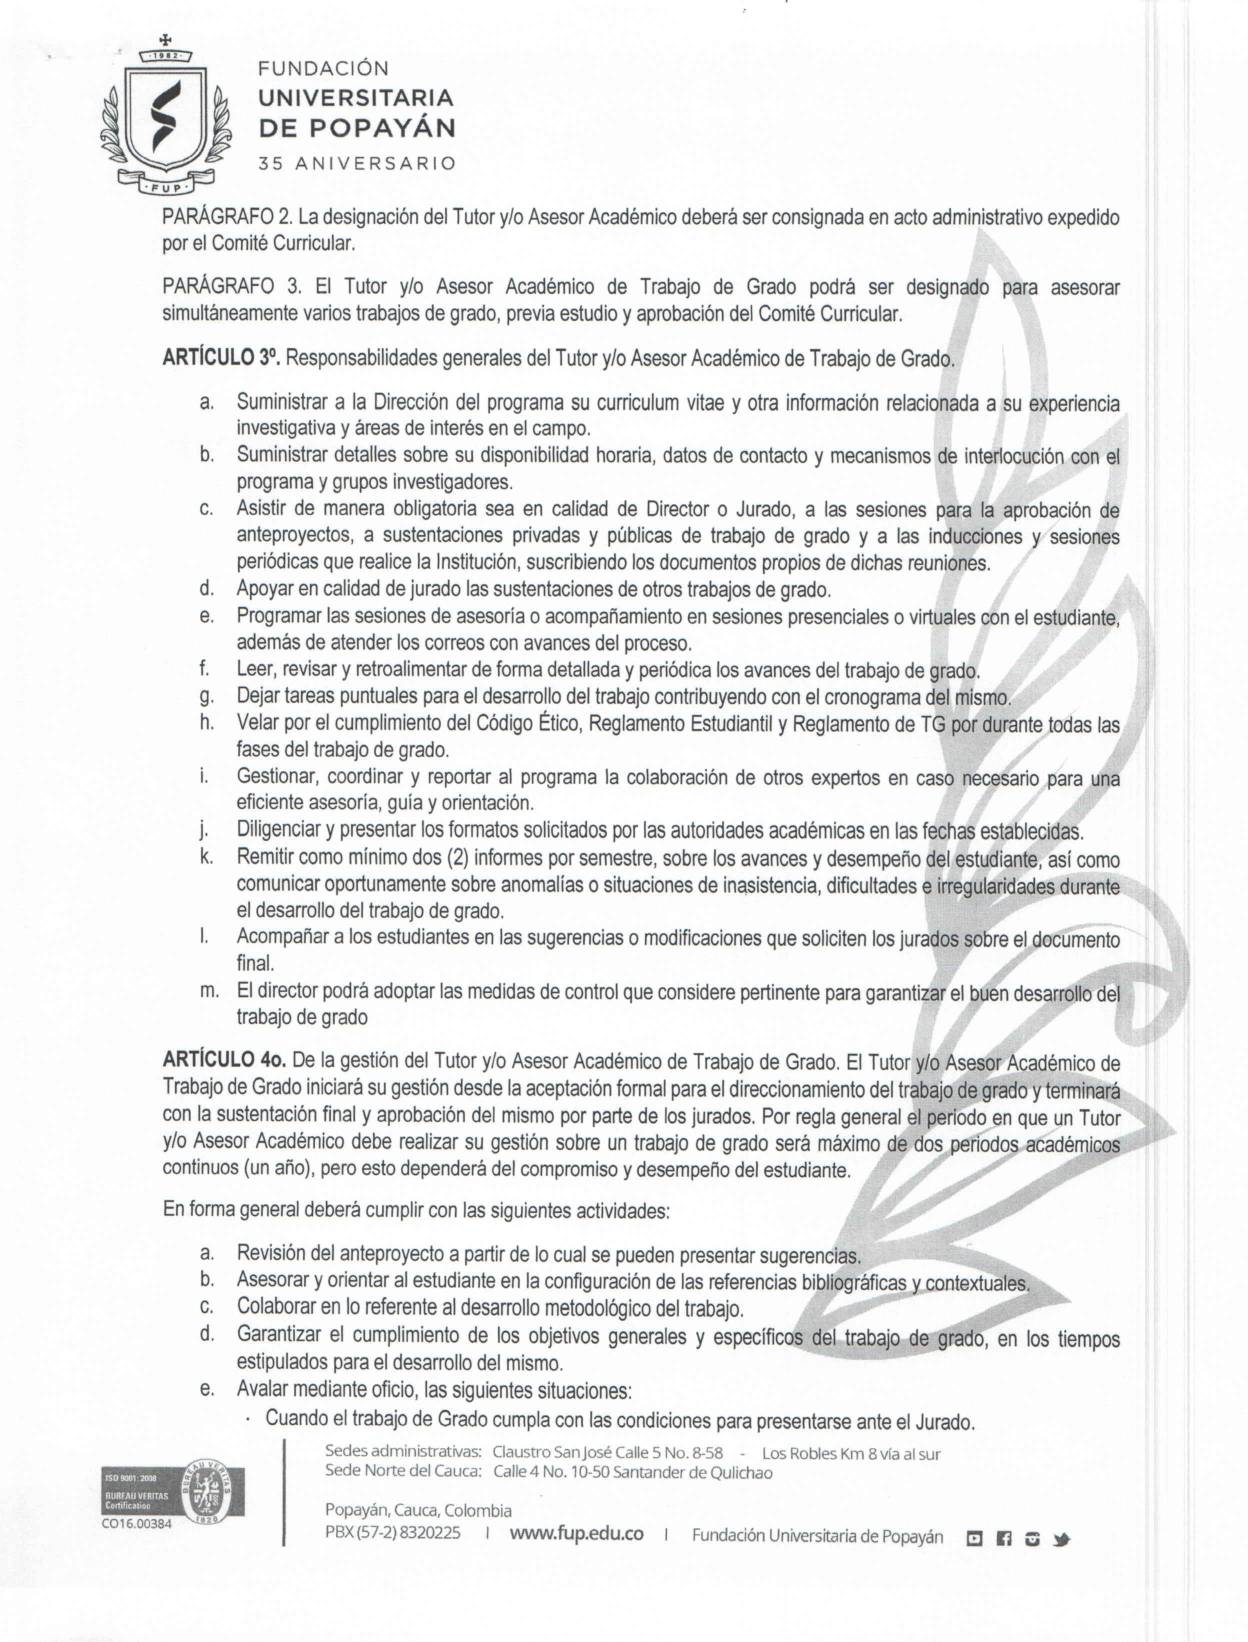 ·1982·
·FUP·
FUNDACIÓN
UNIVERSITARIA
DE POPAYÁN
35 ANIVERSARIO
PARÁGRAFO 2. La designación del Tutor y/o Asesor Académico deberá ser consignada en acto administrativo expedido
por el Comité Curricular.
PARÁGRAFO 3. El Tutor y/o Asesor Académico de Trabajo de Grado podrá ser designado para asesorar
simultáneamente varios trabajos de grado, previa estudio y aprobación del Comité Curricular.
ARTÍCULO 3º. Responsabilidades generales del Tutor y/o Asesor Académico de Trabajo de Grado.
a. Suministrar a la Dirección del programa su curriculum vitae y otra información relacionada a su experiencia
investigativa y áreas de interés en el campo.
b. Suministrar detalles sobre su disponibilidad horaria, datos de contacto y mecanismos de interlocución con el
programa y grupos investigadores.
c. Asistir de manera obligatoria sea en calidad de Director o Jurado, a las sesiones para la aprobación de
anteproyectos, a sustentaciones privadas y públicas de trabajo de grado y a las inducciones y sesiones
periódicas que realice la Institución, suscribiendo los documentos propios de dichas reuniones.
d. Apoyar en calidad de jurado las sustentaciones de otros trabajos de grado.
e. Programar las sesiones de asesoría o acompañamiento en sesiones presenciales o virtuales con el estudiante,
además de atender los correos con avances del proceso.
f. Leer, revisar y retroalimentar de forma detallada y periódica los avances del trabajo de grado.
g. Dejar tareas puntuales para el desarrollo del trabajo contribuyendo con el cronograma del mismo.
h. Velar por el cumplimiento del Código Ético, Reglamento Estudiantil y Reglamento de TG por durante todas las
fases del trabajo de grado.
i. Gestionar, coordinar y reportar al programa la colaboración de otros expertos en caso necesario para una
eficiente asesoría, guía y orientación.
j. Diligenciar y presentar los formatos solicitados por las autoridades académicas en las fechas establecidas.
k. Remitir como mínimo dos (2) informes por semestre, sobre los avances y desempeño del estudiante, así como
comunicar oportunamente sobre anomalías o situaciones de inasistencia, dificultades e irregularidades durante
el desarrollo del trabajo de grado.
l. Acompañar a los estudiantes en las sugerencias o modificaciones que soliciten los jurados sobre el documento
final.
m. El director podrá adoptar las medidas de control que considere pertinente para garantizar el buen desarrollo del
trabajo de grado
ARTÍCULO 4o. De la gestión del Tutor y/o Asesor Académico de Trabajo de Grado. El Tutor y/o Asesor Académico de
Trabajo de Grado iniciará su gestión desde la aceptación formal para el direccionamiento del trabajo de grado y terminará
con la sustentación final y aprobación del mismo por parte de los jurados. Por regla general el periodo en que un Tutor
y/o Asesor Académico debe realizar su gestión sobre un trabajo de grado será máximo de dos períodos académicos
continuos (un año), pero esto dependerá del compromiso y desempeño del estudiante.
En forma general deberá cumplir con las siguientes actividades:
a. Revisión del anteproyecto a partir de lo cual se pueden presentar sugerencias.
b. Asesorar y orientar al estudiante en la configuración de las referencias bibliográficas y contextuales.
c. Colaborar en lo referente al desarrollo metodológico del trabajo.
d. Garantizar el cumplimiento de los objetivos generales y específicos del trabajo de grado, en los tiempos
estipulados para el desarrollo del mismo.
e. Avalar mediante oficio, las siguientes situaciones:
· Cuando el trabajo de Grado cumpla con las condiciones para presentarse ante el Jurado.
ISO 9001: 2008
BUREAU VERITAS
Certification
BUREAU VERITAS
1828
CO16.00384
Sedes administrativas: Claustro San José Calle 5 No. 8-58 - Los Robles Km 8 vía al sur
Sede Norte del Cauca: Calle 4 No. 10-50 Santander de Qulichao
Popayán, Cauca, Colombia
PBX (57-2) 8320225 | www.fup.edu.co | Fundación Universitaria de Popayán